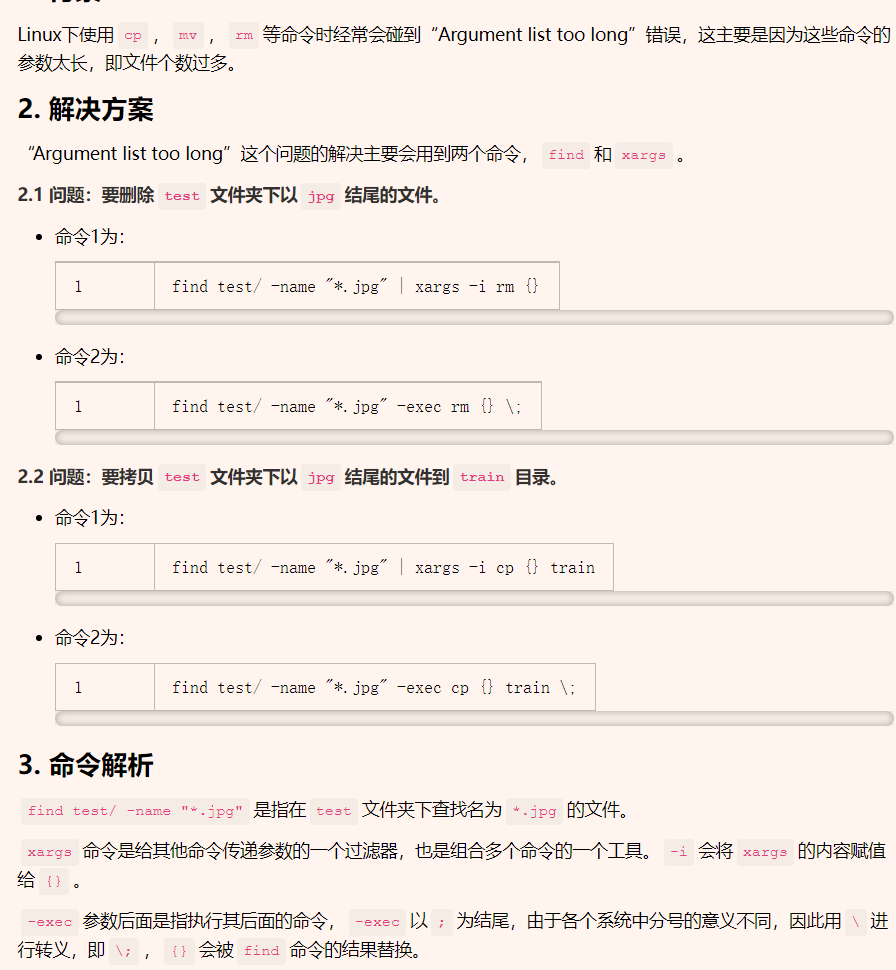 Linux下使用 cp ， mv ， rm 等命令时经常会碰到“Argument list too long”错误，这主要是因为这些命令的
参数太长，即文件个数过多。
2. 解决方案
“Argument list too long”这个问题的解决主要会用到两个命令， find 和 xargs 。
2.1 问题：要删除 test 文件夹下以 jpg 结尾的文件。
• 命令1为：
1 find test/ -name "*.jpg" | xargs -i rm {}
• 命令2为：
1 find test/ -name "*.jpg" -exec rm {} \;
2.2 问题：要拷贝 test 文件夹下以 jpg 结尾的文件到 train 目录。
• 命令1为：
1 find test/ -name "*.jpg" | xargs -i cp {} train
• 命令2为：
1 find test/ -name "*.jpg" -exec cp {} train \;
3. 命令解析
find test/ -name "*.jpg" 是指在 test 文件夹下查找名为 *.jpg 的文件。
xargs 命令是给其他命令传递参数的一个过滤器，也是组合多个命令的一个工具。 -i 会将 xargs 的内容赋值
给 {} 。
-exec 参数后面是指执行其后面的命令， -exec 以 ; 为结尾，由于各个系统中分号的意义不同，因此用 \ 进
行转义，即 \; ， {} 会被 find 命令的结果替换。